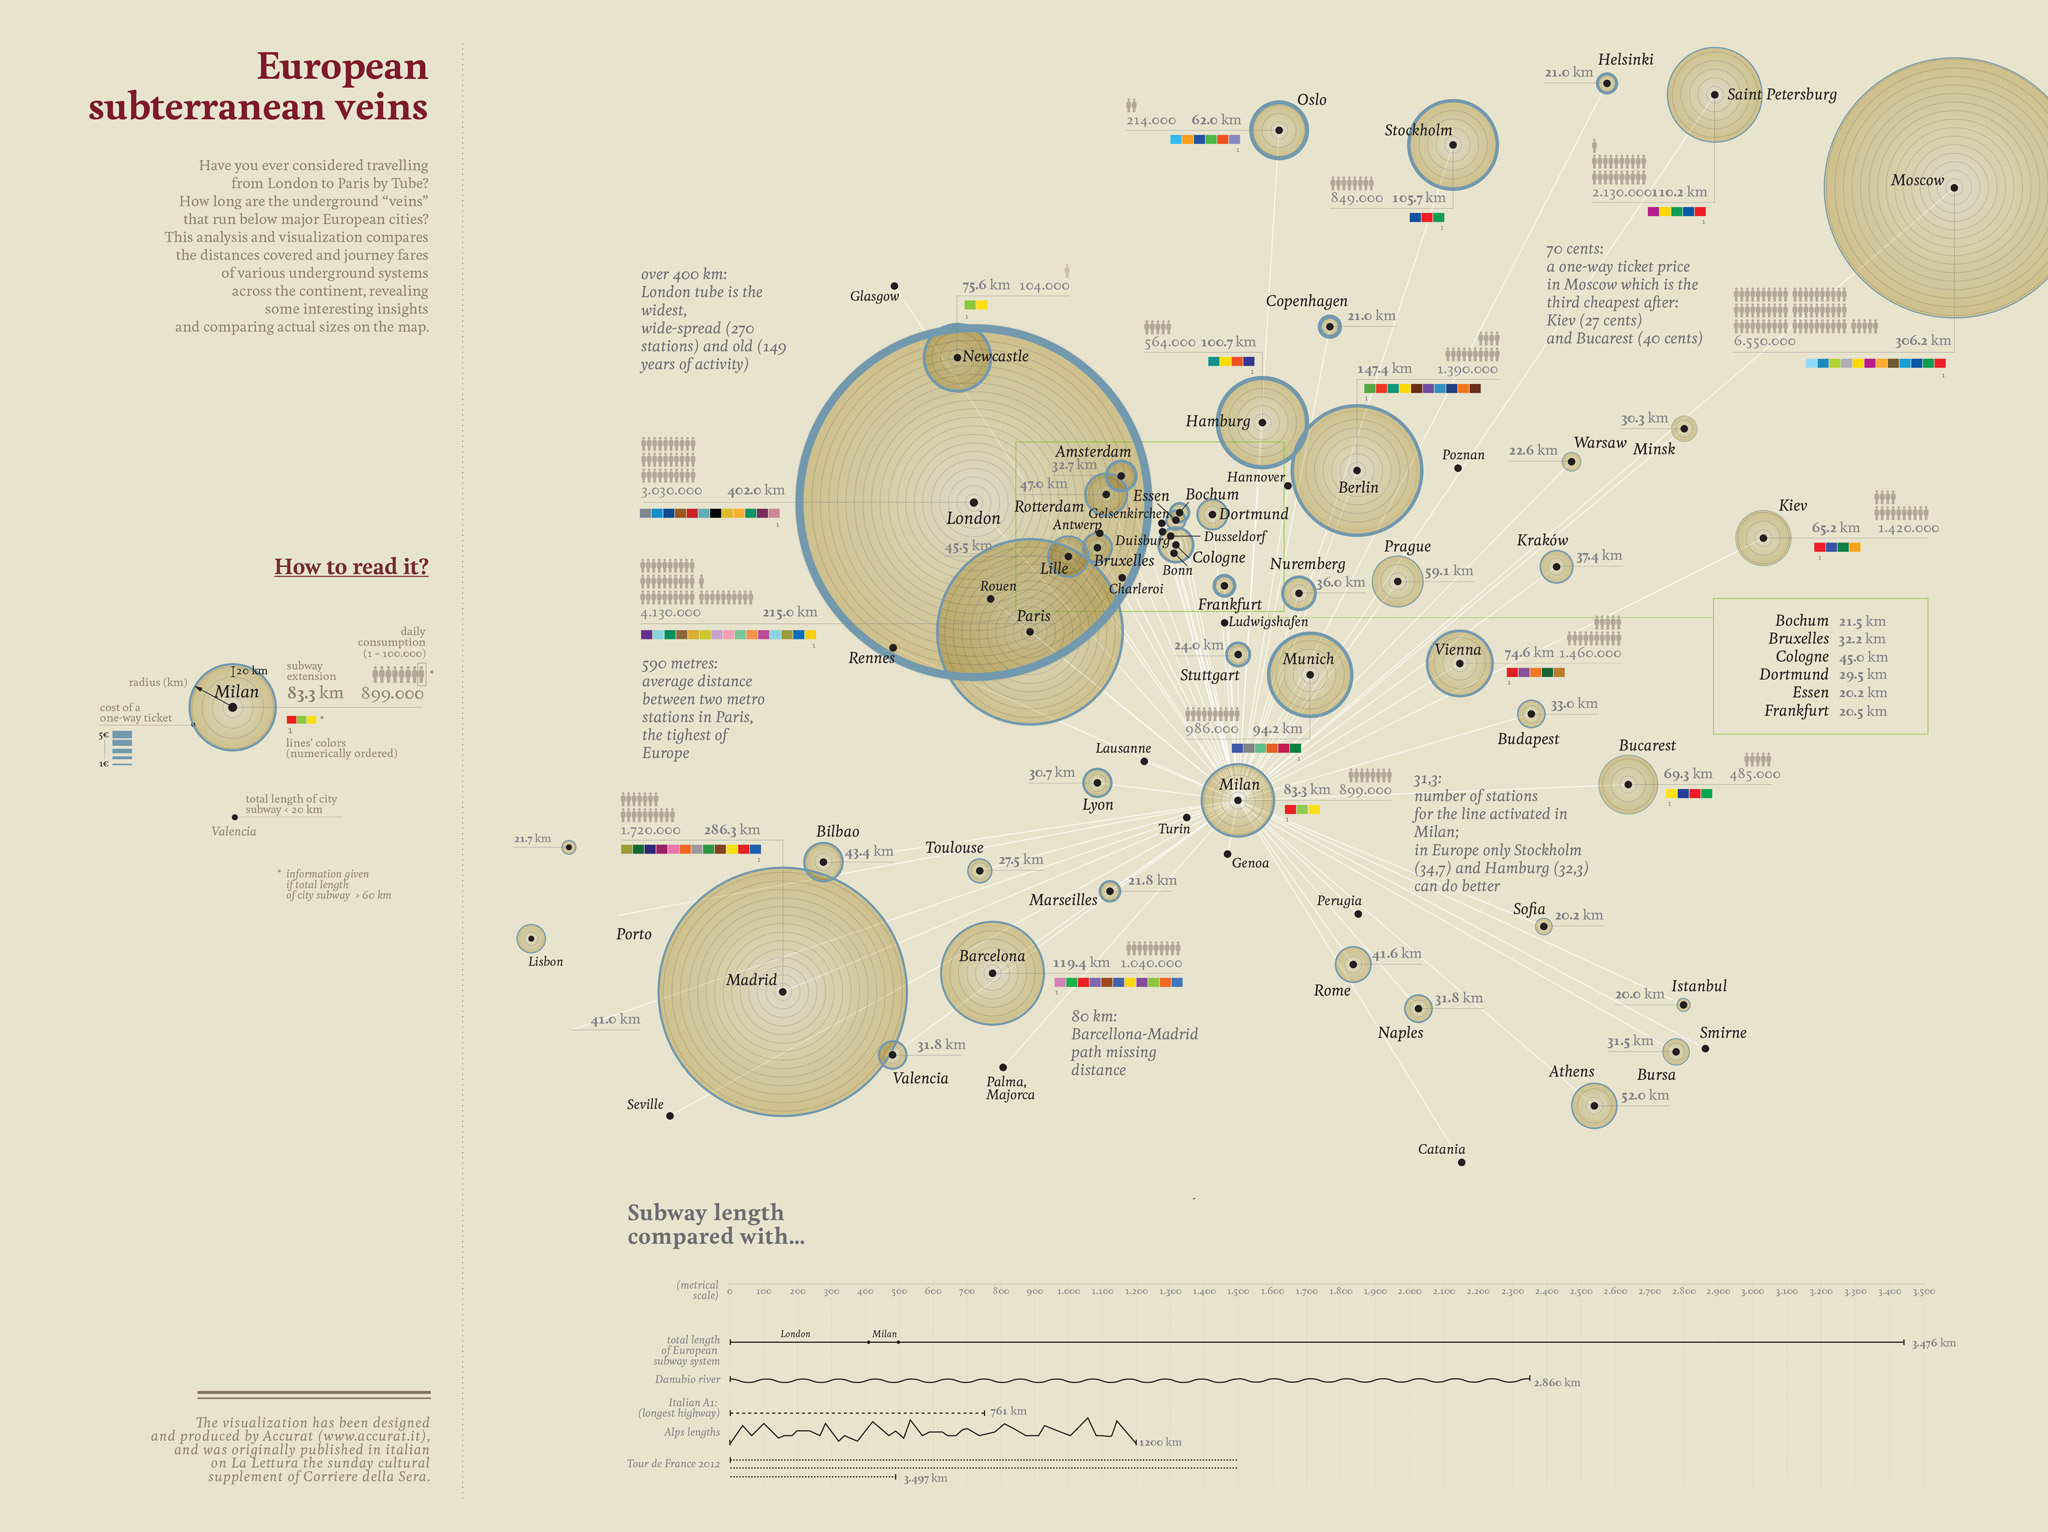 European
subterranean veins
Have you ever considered travelling
from London to Paris by Tube?
How long are the underground “veins”
that run below major European cities?
This analysis and visualization compares
the distances covered and journey fares
of various underground systems
across the continent, revealing
some interesting insights
and comparing actual sizes on the map.
How to read it?
daily
consumption
(1 = 100.000)
20 km
radius (km)
Milan
subway
extension
83.3 km
899.000
*
cost of a
one-way ticket
5€
1€
*
1
lines' colors
(numerically ordered)
total length of city
subway < 20 km
Valencia
* information given
if total length
of city subway > 60 km
The visualization has been designed
and produced by Accurat (www.accurat.it),
and was originally published in italian
on La Lettura the sunday cultural
supplement of Corriere della Sera.
Helsinki
21.0 km
Saint Petersburg
2.130.000 110.2 km
1
Oslo
214.000 62.0 km
1
Stockholm
849.000 105.7 km
1
Moscow
6.550.000 306.2 km
1
70 cents:
a one-way ticket price
in Moscow which is the
third cheapest after:
Kiev (27 cents)
and Bucarest (40 cents)
over 400 km:
London tube is the
widest,
wide-spread (270
stations) and old (149
years of activity)
Glasgow
75.6 km 104.000
1
Newcastle
Copenhagen
21.0 km
564.000 100.7 km
1
Hamburg
147.4 km 1.390.000
1
Berlin
Hannover
Poznan
30.3 km
Minsk
Warsaw
22.6 km
3.030.000 402.0 km
1
London
Amsterdam
32.7 km
47.0 km
Rotterdam
Essen
Bochum
Gelsenkirchen
Dortmund
Antwerp
Duisburg
Dusseldorf
45.5 km
Lille
Bruxelles
Cologne
Bonn
Charleroi
Frankfurt
Nuremberg
36.0 km
Prague
59.1 km
Kraków
37.4 km
Kiev
65.2 km 1.420.000
1
4.130.000 215.0 km
1
Rouen
Paris
Rennes
590 metres:
average distance
between two metro
stations in Paris,
the tighest of
Europe
Ludwigshafen
24.0 km
Stuttgart
Munich
986.000 94.2 km
1
Vienna
74.6 km 1.460.000
1
Bochum 21.5 km
Bruxelles 32.2 km
Cologne 45.0 km
Dortmund 29.5 km
Essen 20.2 km
Frankfurt 20.5 km
33.0 km
Budapest
Bucarest
69.3 km 485.000
1
Lausanne
30.7 km
Lyon
Milan
83.3 km 899.000
1
Turin
Genoa
31,3:
number of stations
for the line activated in
Milan;
in Europe only Stockholm
(34,7) and Hamburg (32,3)
can do better
1.720.000 286.3 km
1
Bilbao
43.4 km
Toulouse
27.5 km
Marseilles
21.8 km
21.7 km
Porto
Lisbon
41.0 km
Madrid
Barcelona
119.4 km 1.040.000
1
80 km:
Barcellona-Madrid
path missing
distance
31.8 km
Valencia
Palma,
Majorca
Seville
Perugia
41.6 km
Rome
31.8 km
Naples
Sofia
20.2 km
Istanbul
20.0 km
Smirne
31.5 km
Bursa
Athens
52.0 km
Catania
Subway length
compared with...
(metrical
scale)
0 100 200 300 400 500 600 700 800 900 1.000 1.100 1.200 1.300 1.400 1.500 1.600 1.700 1.800 1.900 2.000 2.100 2.200 2.300 2.400 2.500 2.600 2.700 2.800 2.900 3.000 3.100 3.200 3.300 3.400 3.500
total length
of European
subway system
London
Milan
3.476 km
Danubio river
2.860 km
Italian A1:
(longest highway)
761 km
Alps lengths
1200 km
Tour de France 2012
3.497 km